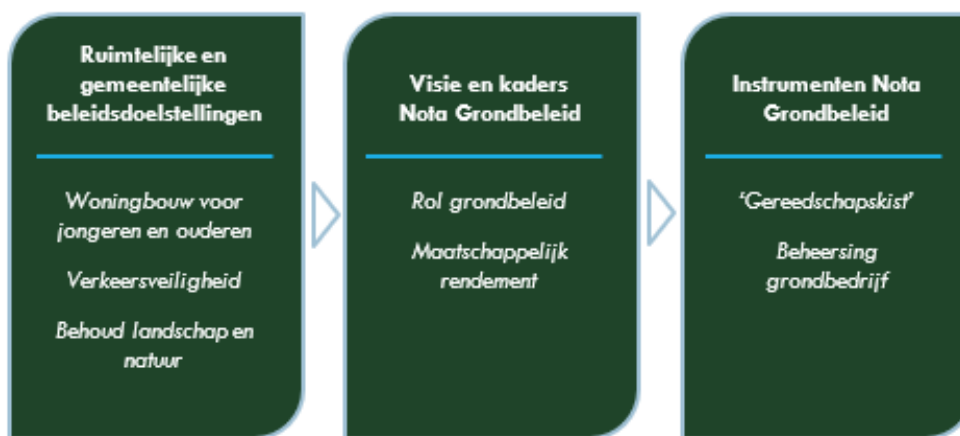 Ruimtelijke en
gemeentelijke
beleidsdoelstellingen
Woningbouw voor
jongeren en ouderen
Verkeersveiligheid
Behoud landschap en
natuur
Visie en kaders
Nota Grondbeleid
Rol grondbeleid
Maatschappelijk
rendement
Instrumenten Nota
Grondbeleid
‘Gereedschapskist’
Beheersing
grondbedrijf